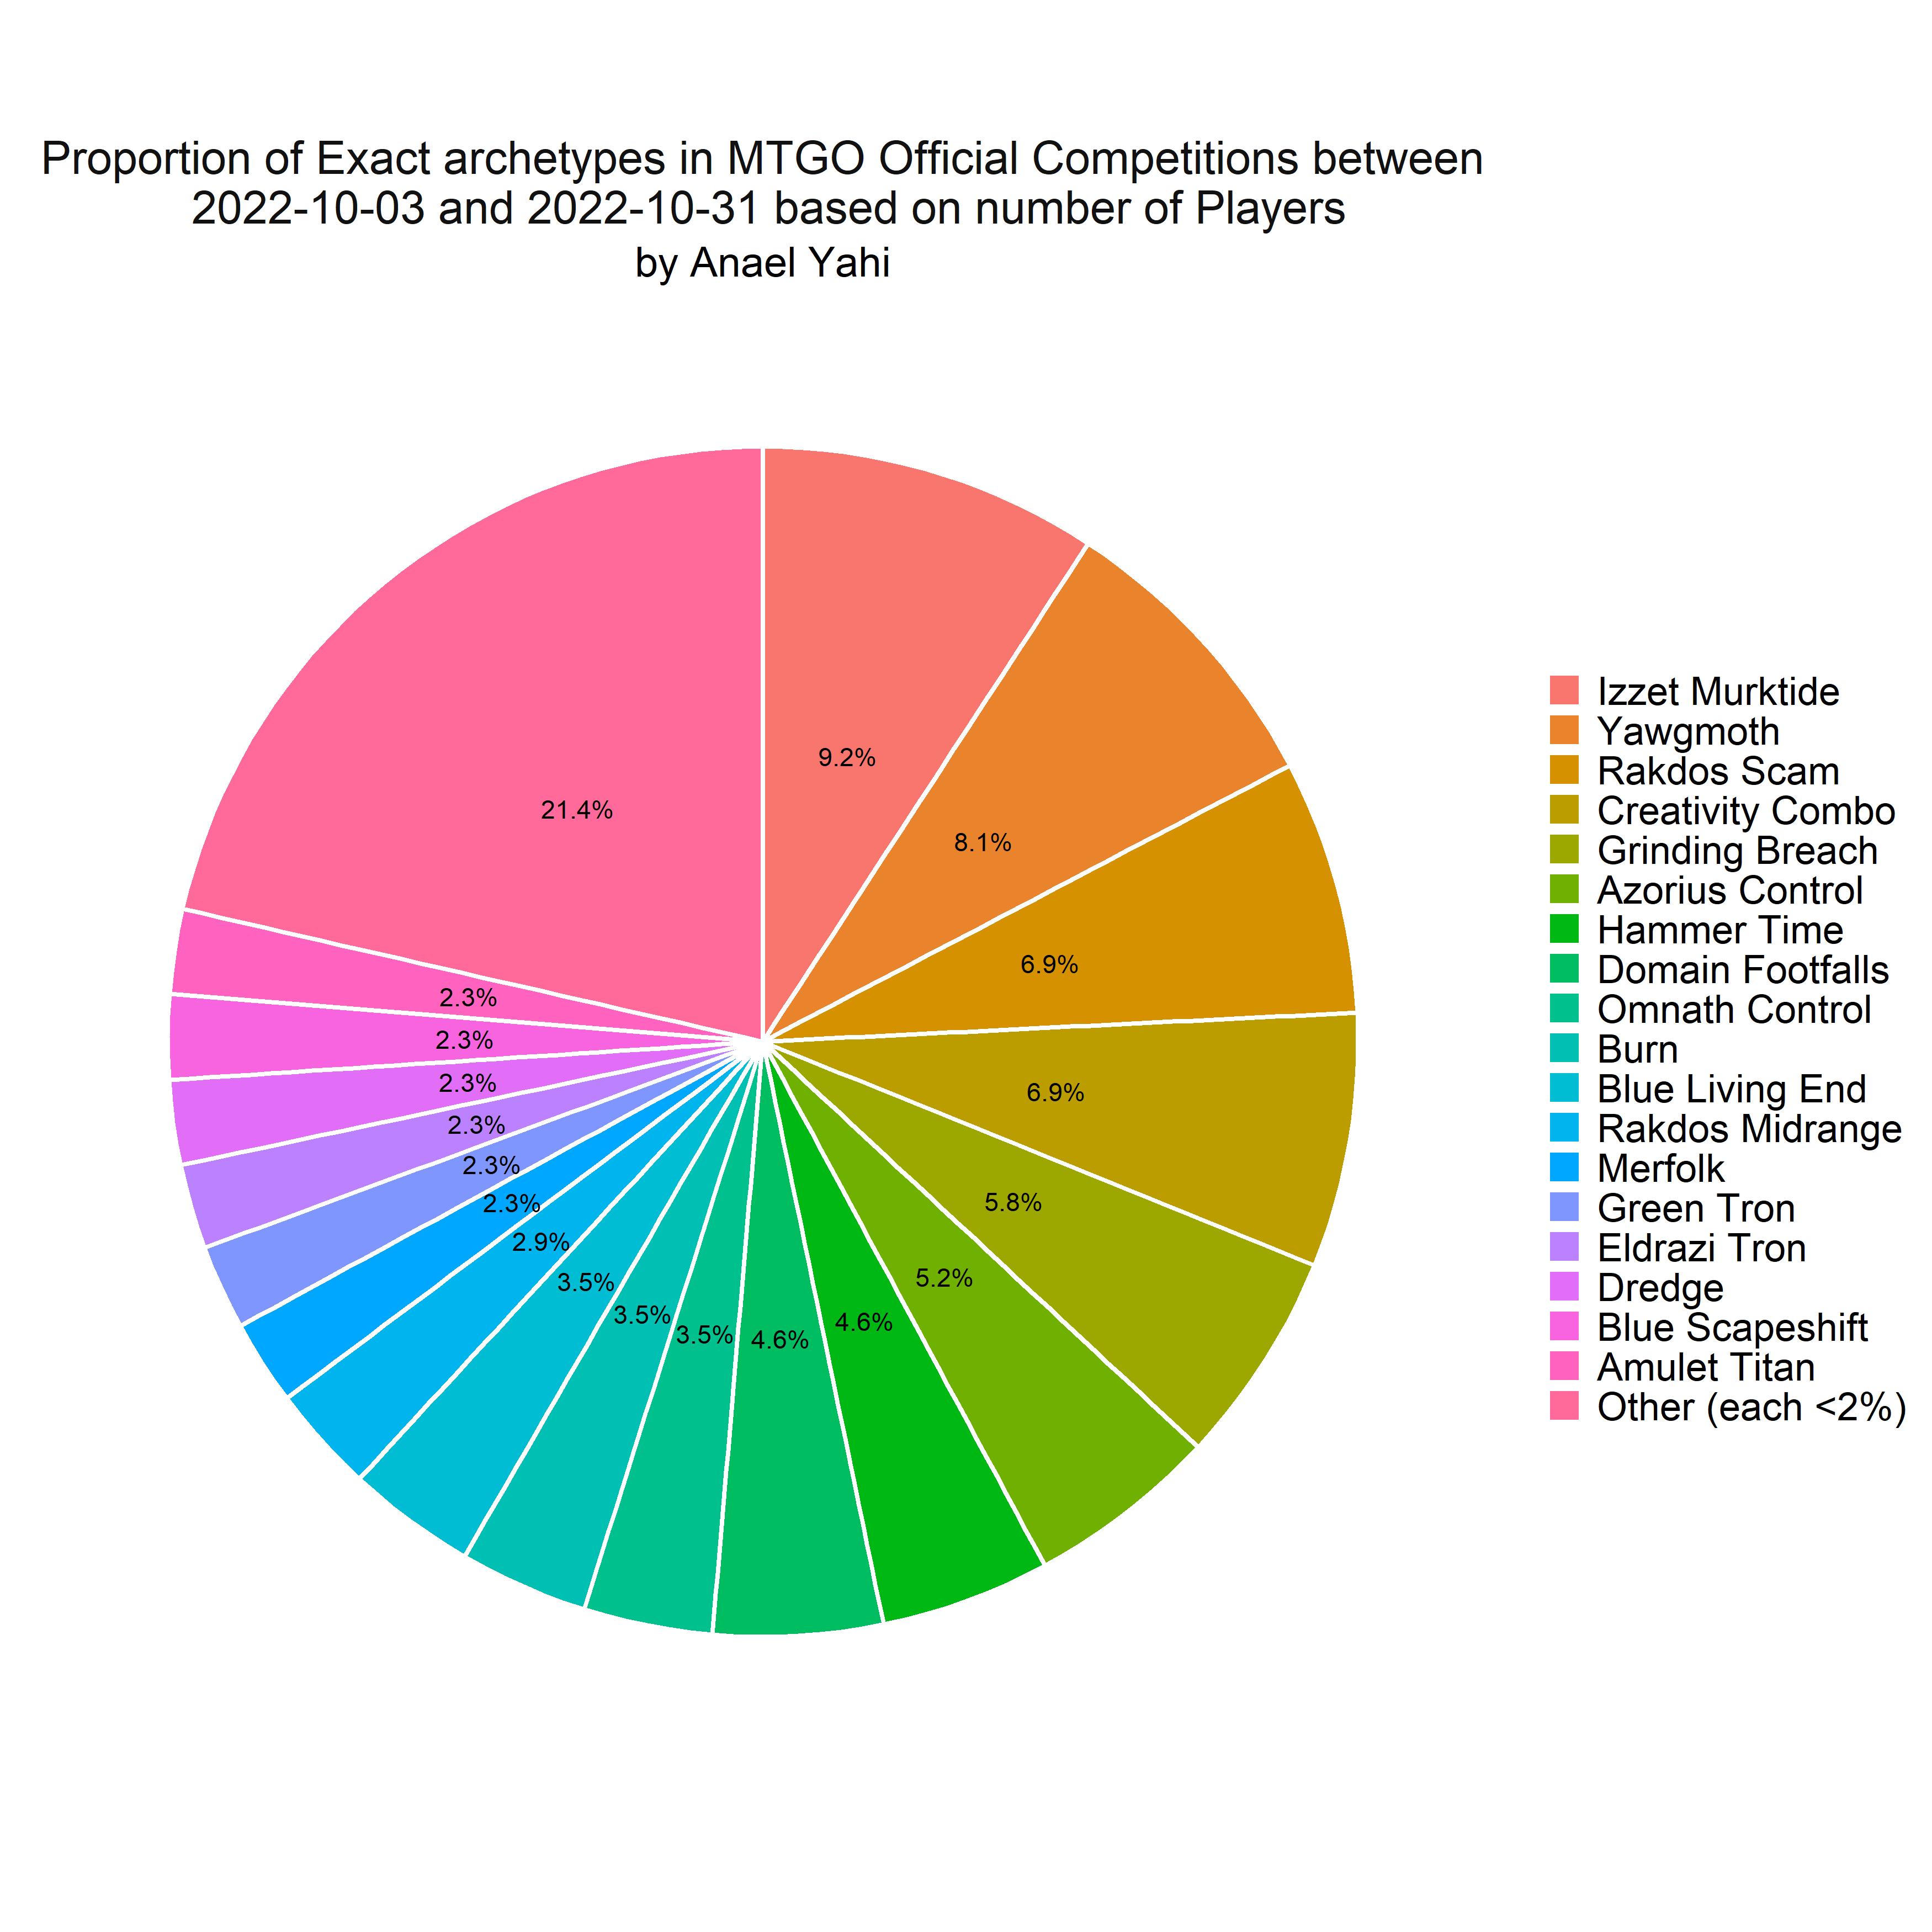 Proportion of Exact archetypes in MTGO Official Competitions between
2022-10-03 and 2022-10-31 based on number of Players
by Anael Yahi
9.2%
8.1%
6.9%
6.9%
5.8%
5.2%
4.6%
4.6%
3.5%
3.5%
3.5%
2.9%
2.3%
2.3%
2.3%
2.3%
2.3%
2.3%
21.4%
Izzet Murktide
Yawgmoth
Rakdos Scam
Creativity Combo
Grinding Breach
Azorius Control
Hammer Time
Domain Footfalls
Omnath Control
Burn
Blue Living End
Rakdos Midrange
Merfolk
Green Tron
Eldrazi Tron
Dredge
Blue Scapeshift
Amulet Titan
Other (each <2%)